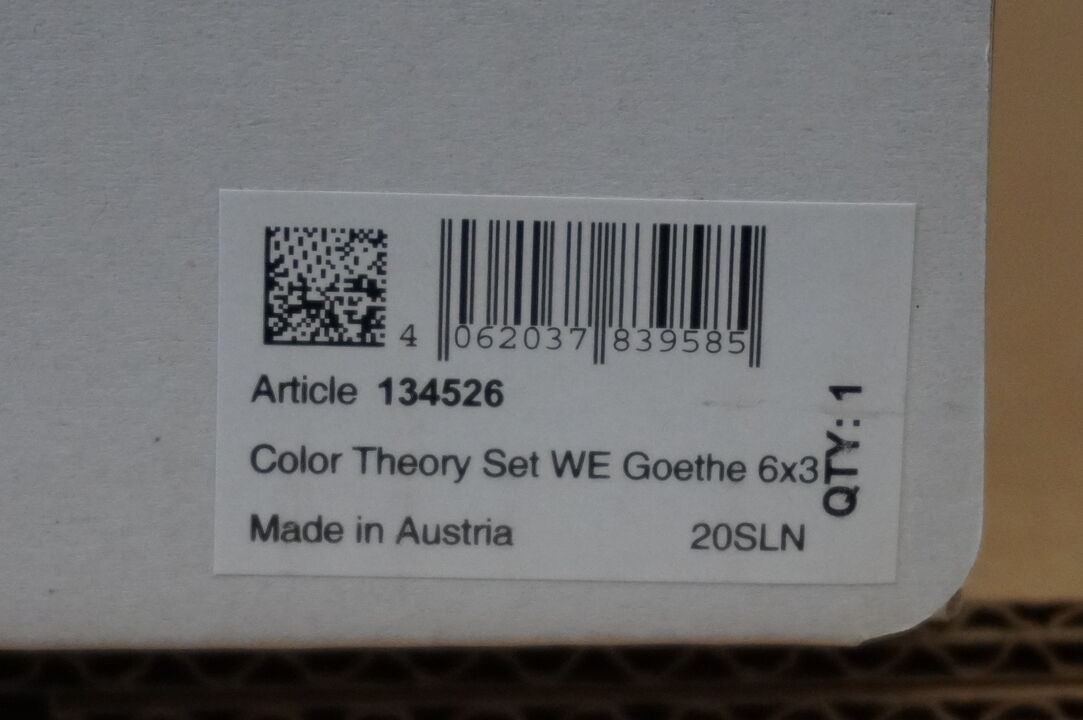 4 062037 839585
Article 134526
Color Theory Set WE Goethe 6x3
Made in Austria 20SLN
QTY: 1